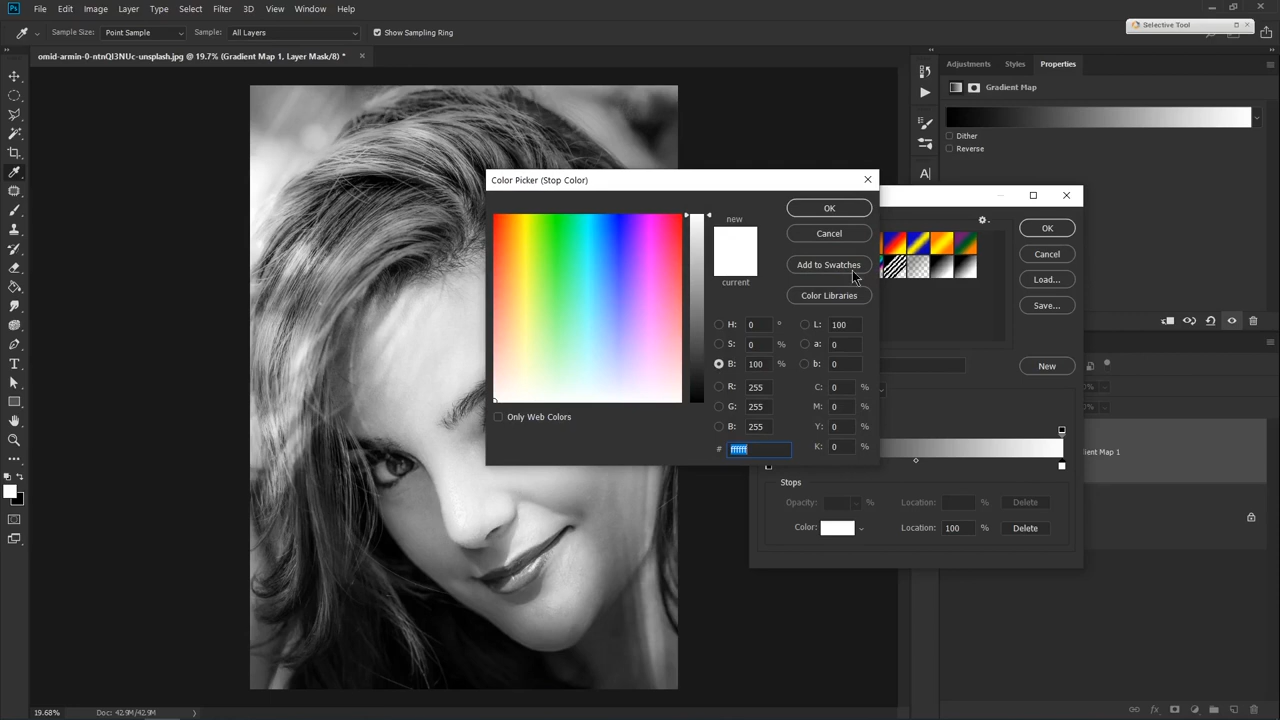 Ps File Edit Image Layer Type Select Filter 3D View Window Help
Selective Tool
Sample Size: Point Sample Sample: All Layers Show Sampling Ring
omid-armin-0-ntnQI3NUc-unsplash.jpg @ 19.7% (Gradient Map 1, Layer Mask/8) *
Adjustments Styles Properties
Gradient Map
Dither
Reverse
Color Picker (Stop Color)
new
current
OK
Cancel
Add to Swatches
Color Libraries
H: 0 °
S: 0 %
B: 100 %
R: 255
G: 255
B: 255
# ffffff
L: 100
a: 0
b: 0
C: 0 %
M: 0 %
Y: 0 %
K: 0 %
Only Web Colors
OK
Cancel
Load...
Save...
New
Stops
Opacity: % Location: % Delete
Color: Location: 100 % Delete
Map 1
19.68% Doc: 42.9M/42.9M